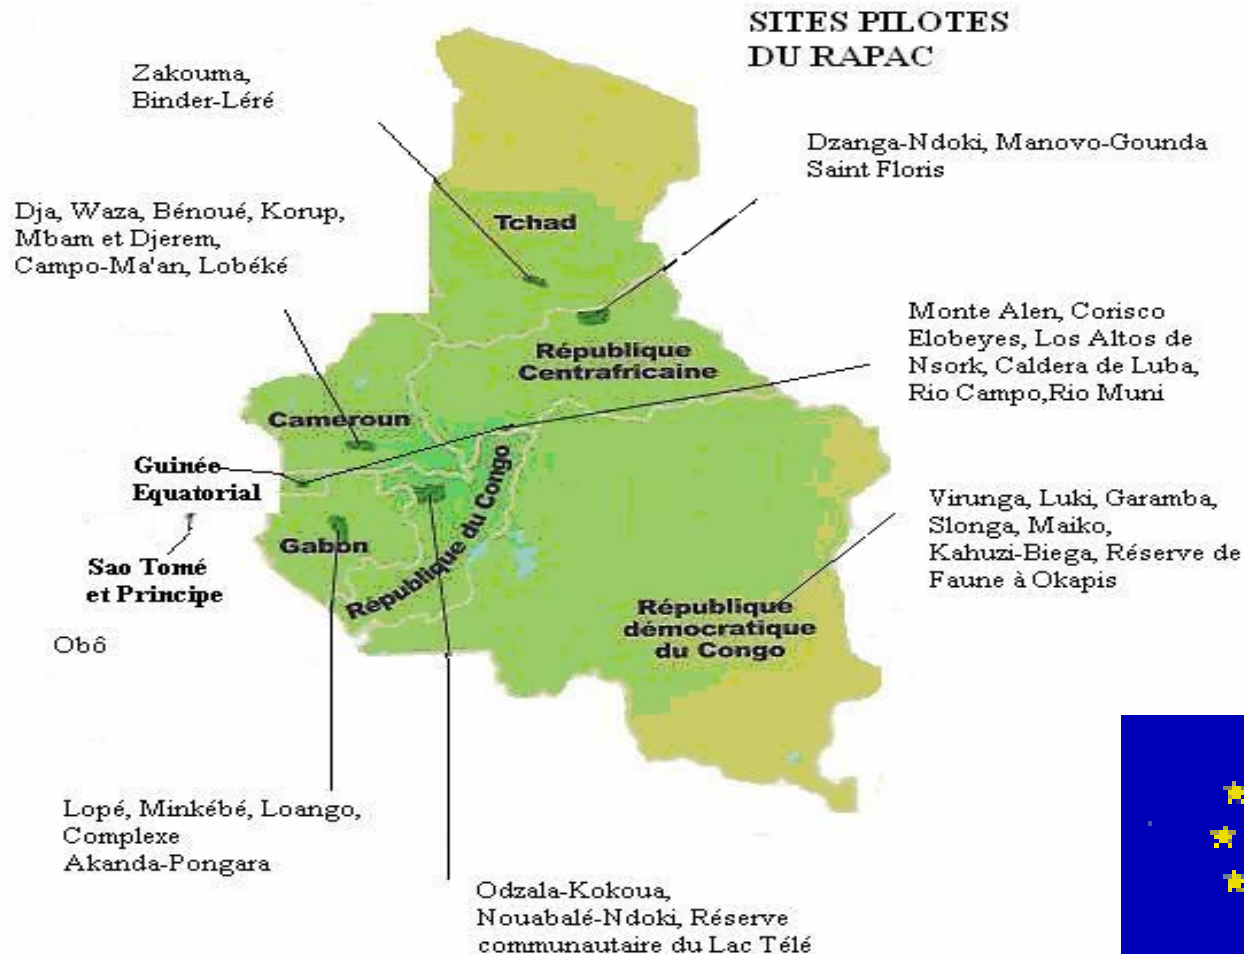 SITES PILOTES
DU RAPAC
Zakouma,
Binder-Léré
Dzanga-Ndoki, Manovo-Gounda
Saint Floris
Dja, Waza, Bénoué, Korup,
Mbam et Djerem,
Campo-Ma'an, Lobéké
Tchad
Monte Alen, Corisco
Elobeyes, Los Altos de
Nsork, Caldera de Luba,
Rio Campo,Rio Muni
République
Centrafricaine
Cameroun
Guinée
Equatorial
République du Congo
Virunga, Luki, Garamba,
Slonga, Maiko,
Kahuzi-Biega, Réserve de
Faune à Okapis
Gabon
Sao Tomé
et Principe
République
démocratique
du Congo
Obô
Lopé, Minkébé, Loango,
Complexe
Akanda-Pongara
Odzala-Kokoua,
Nouabalé-Ndoki, Réserve
communautaire du Lac Télé